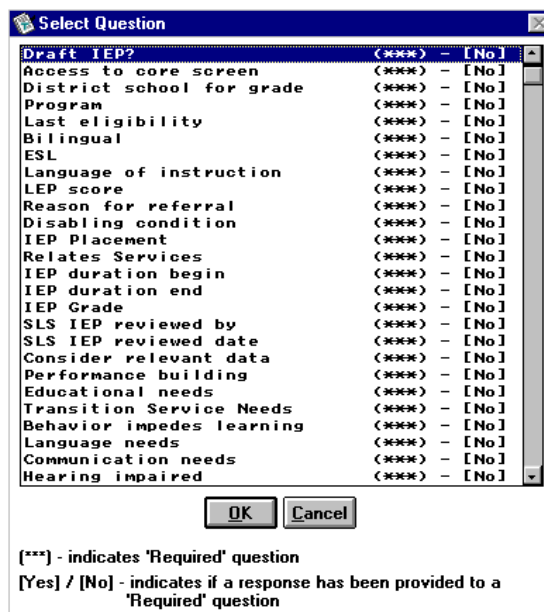 Select Question
Draft IEP? (***) - [No]
Access to core screen (***) - [No]
District school for grade (***) - [No]
Program (***) - [No]
Last eligibility (***) - [No]
Bilingual (***) - [No]
ESL (***) - [No]
Language of instruction (***) - [No]
LEP score (***) - [No]
Reason for referral (***) - [No]
Disabling condition (***) - [No]
IEP Placement (***) - [No]
Relates Services (***) - [No]
IEP duration begin (***) - [No]
IEP duration end (***) - [No]
IEP Grade (***) - [No]
SLS IEP reviewed by (***) - [No]
SLS IEP reviewed date (***) - [No]
Consider relevant data (***) - [No]
Performance building (***) - [No]
Educational needs (***) - [No]
Transition Service Needs (***) - [No]
Behavior impedes learning (***) - [No]
Language needs (***) - [No]
Communication needs (***) - [No]
Hearing impaired (***) - [No]
OK Cancel
(***) - indicates 'Required' question
[Yes] / [No] - indicates if a response has been provided to a
'Required' question